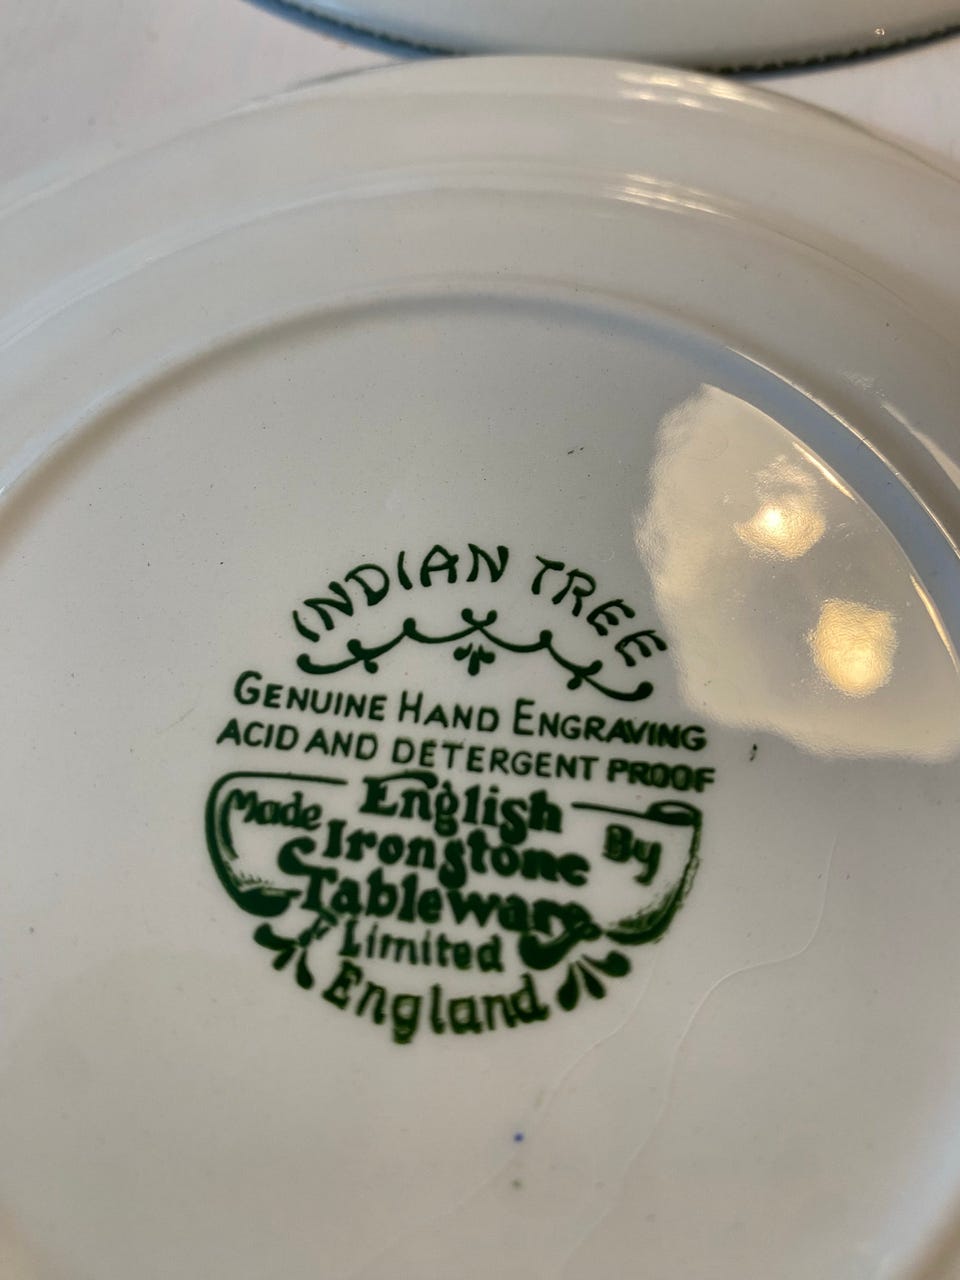 INDIAN TREE
GENUINE HAND ENGRAVING
ACID AND DETERGENT PROOF
Made English By
Ironstone
Tableware
Limited
England